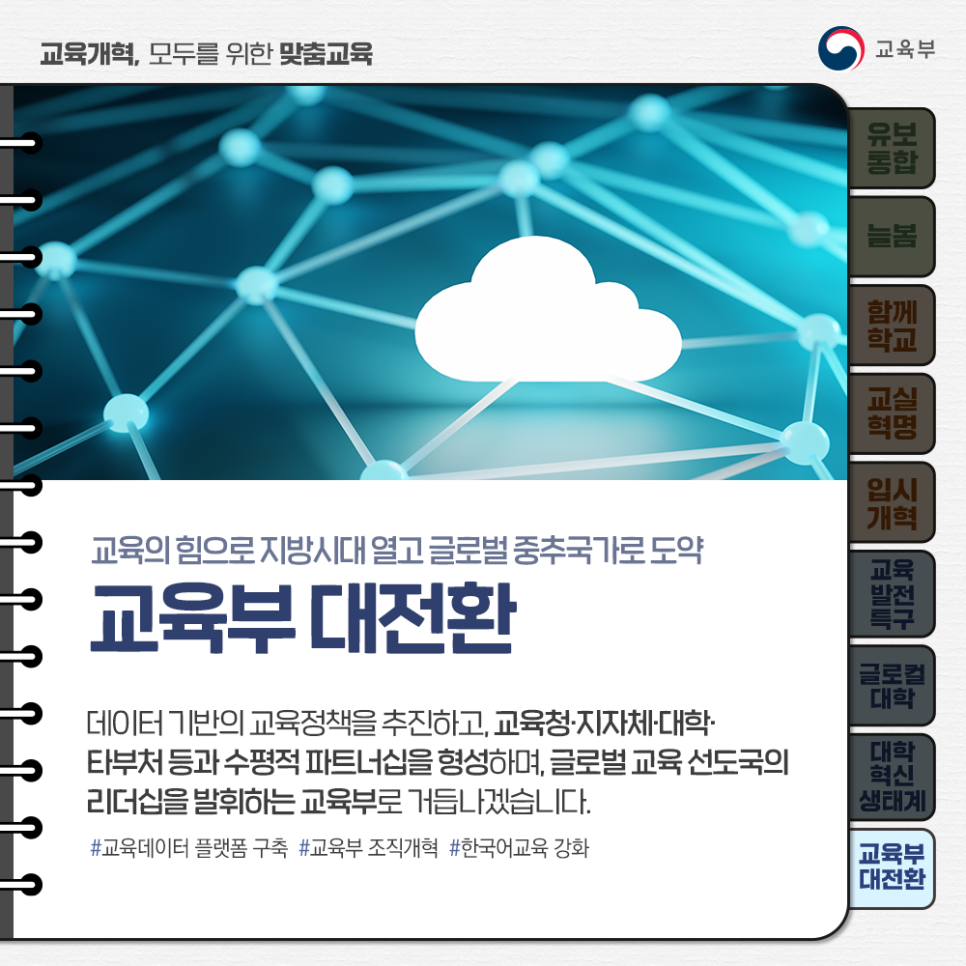 교육개혁, 모두를 위한 맞춤교육
교육부
유보
통합
늘봄
함께
학교
교실
혁명
입시
개혁
교육
발전
특구
글로컬
대학
대학
혁신
생태계
교육부
대전환
교육의 힘으로 지방시대 열고 글로벌 중추국가로 도약
교육부 대전환
데이터 기반의 교육정책을 추진하고, 교육청·지자체·대학·
타부처 등과 수평적 파트너십을 형성하며, 글로벌 교육 선도국의
리더십을 발휘하는 교육부로 거듭나겠습니다.
#교육데이터 플랫폼 구축 #교육부 조직개혁 #한국어교육 강화